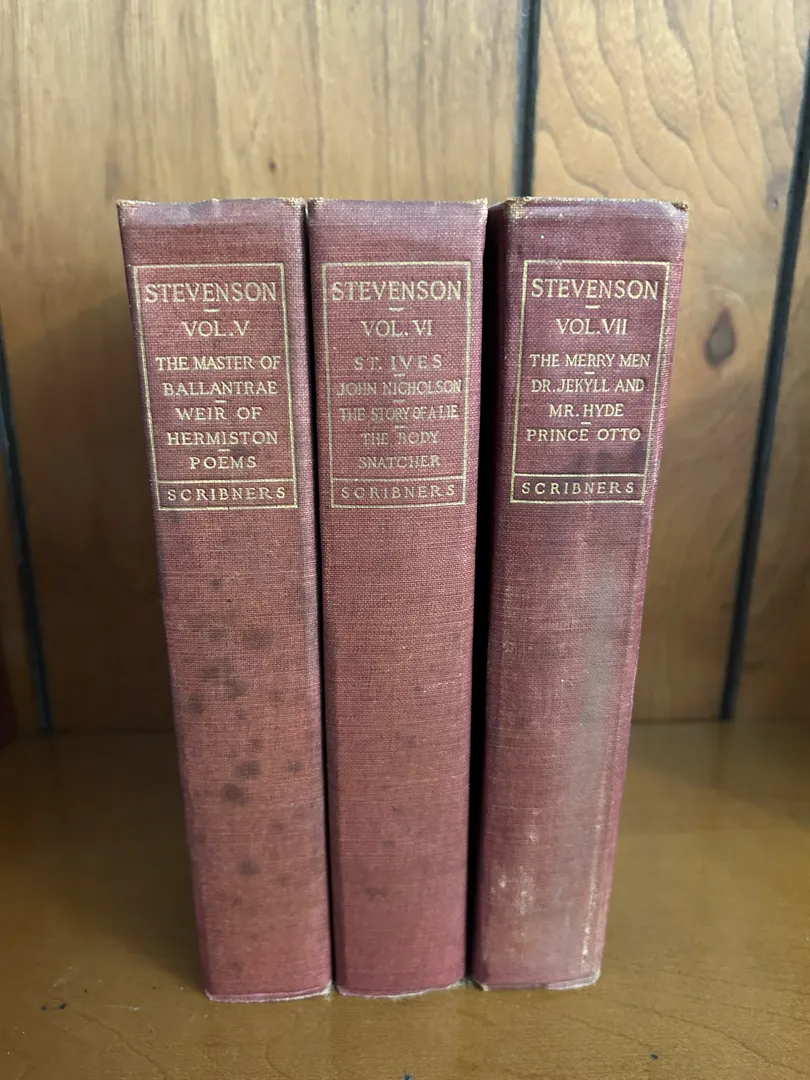 STEVENSON
VOL. V
THE MASTER OF
BALLANTRAE
WEIR OF
HERMISTON
POEMS
SCRIBNERS
STEVENSON
VOL. VI
ST. IVES
JOHN NICHOLSON
THE STORY OF A LIE
THE BODY
SNATCHER
SCRIBNERS
STEVENSON
VOL. VII
THE MERRY MEN
DR. JEKYLL AND
MR. HYDE
PRINCE OTTO
SCRIBNERS